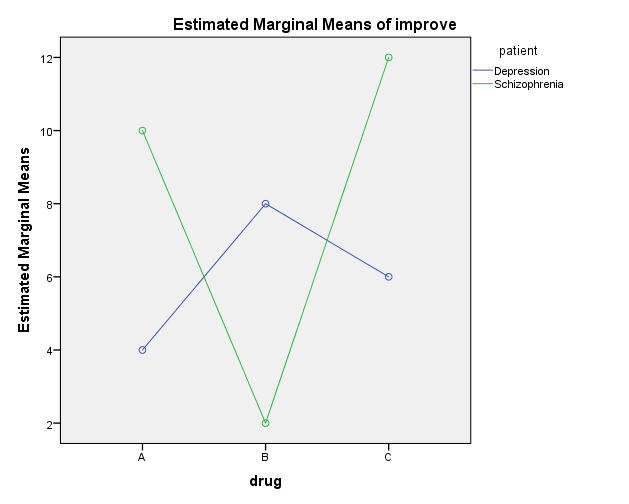 Estimated Marginal Means of improve
patient
Depression
Schizophrenia
Estimated Marginal Means
12
10
8
6
4
2
A B C
drug